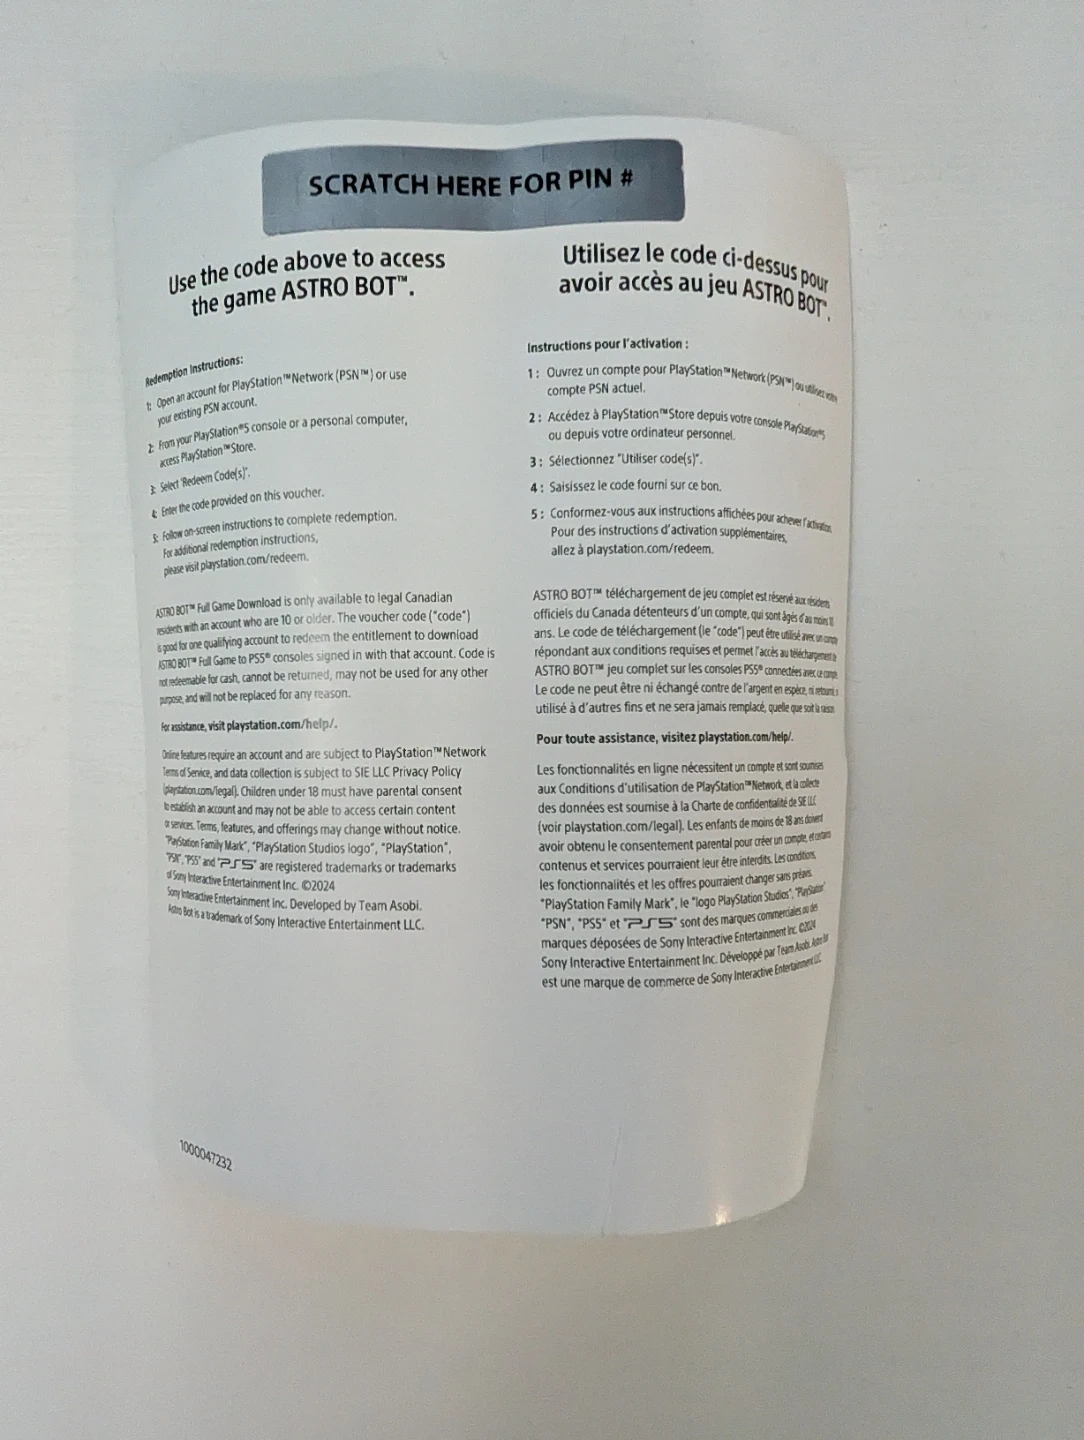 SCRATCH HERE FOR PIN #
Use the code above to access
the game ASTRO BOT™.
Redemption Instructions:
1: Open an account for PlayStation™Network (PSN™) or use
your existing PSN account.
2: From your PlayStation®5 console or a personal computer,
access PlayStation™Store.
3: Select "Redeem Code(s)".
4: Enter the code provided on this voucher.
5: Follow on-screen instructions to complete redemption.
For additional redemption instructions,
please visit playstation.com/redeem.
ASTRO BOT™ Full Game Download is only available to legal Canadian
residents with an account who are 10 or older. The voucher code ("code")
is good for one qualifying account to redeem the entitlement to download
ASTRO BOT™ Full Game to PS5® consoles signed in with that account. Code is
not redeemable for cash, cannot be returned, may not be used for any other
purpose, and will not be replaced for any reason.
For assistance, visit playstation.com/help/.
Online features require an account and are subject to PlayStation™Network
Terms of Service, and data collection is subject to SIE LLC Privacy Policy
(playstation.com/legal). Children under 18 must have parental consent
to establish an account and may not be able to access certain content
or services. Terms, features, and offerings may change without notice.
"PlayStation Family Mark", "PlayStation Studios logo", "PlayStation",
"PSN", "PS5" and "PS5" are registered trademarks or trademarks
of Sony Interactive Entertainment Inc. ©2024
Sony Interactive Entertainment Inc. Developed by Team Asobi.
Astro Bot is a trademark of Sony Interactive Entertainment LLC.
1000047232
Utilisez le code ci-dessus pour
avoir accès au jeu ASTRO BOT™.
Instructions pour l'activation :
1 : Ouvrez un compte pour PlayStation™Network (PSN™) ou utilisez votre
compte PSN actuel.
2 : Accédez à PlayStation™Store depuis votre console PlayStation®5
ou depuis votre ordinateur personnel.
3 : Sélectionnez "Utiliser code(s)".
4 : Saisissez le code fourni sur ce bon.
5 : Conformez-vous aux instructions affichées pour achever l'activation.
Pour des instructions d'activation supplémentaires,
allez à playstation.com/redeem.
ASTRO BOT™ téléchargement de jeu complet est réservé aux résidents
officiels du Canada détenteurs d'un compte, qui sont âgés d'au moins 10
ans. Le code de téléchargement (le "code") peut être utilisé avec un compte
répondant aux conditions requises et permet l'accès au téléchargement de
ASTRO BOT™ jeu complet sur les consoles PS5® connectées avec ce compte.
Le code ne peut être ni échangé contre de l'argent en espèce, ni retourné, ni
utilisé à d'autres fins et ne sera jamais remplacé, quelle que soit la raison.
Pour toute assistance, visitez playstation.com/help/.
Les fonctionnalités en ligne nécessitent un compte et sont soumises
aux Conditions d'utilisation de PlayStation™Network, et la collecte
des données est soumise à la Charte de confidentialité de SIE LLC
(voir playstation.com/legal). Les enfants de moins de 18 ans doivent
avoir obtenu le consentement parental pour créer un compte, et certains
contenus et services pourraient leur être interdits. Les conditions,
les fonctionnalités et les offres pourraient changer sans préavis.
"PlayStation Family Mark", le "logo PlayStation Studios", "PlayStation"
"PSN", "PS5" et "PS5" sont des marques commerciales ou des
marques déposées de Sony Interactive Entertainment Inc. ©2024
Sony Interactive Entertainment Inc. Développé par Team Asobi. Astro Bot
est une marque de commerce de Sony Interactive Entertainment LLC.